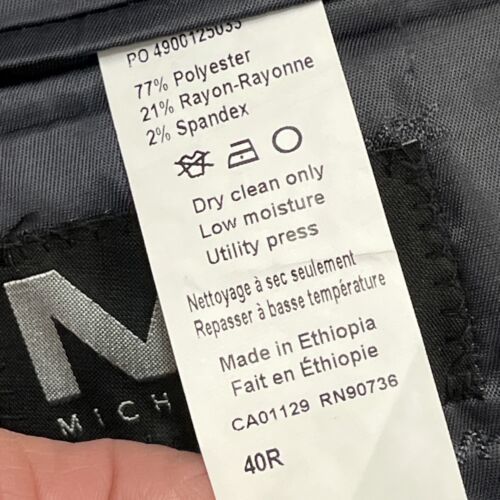 PO 4900125035
77% Polyester
21% Rayon-Rayonne
2% Spandex
Dry clean only
Low moisture
Utility press
Nettoyage à sec seulement
Repasser à basse température
Made in Ethiopia
Fait en Éthiopie
CA01129 RN90736
40R
M
MICH